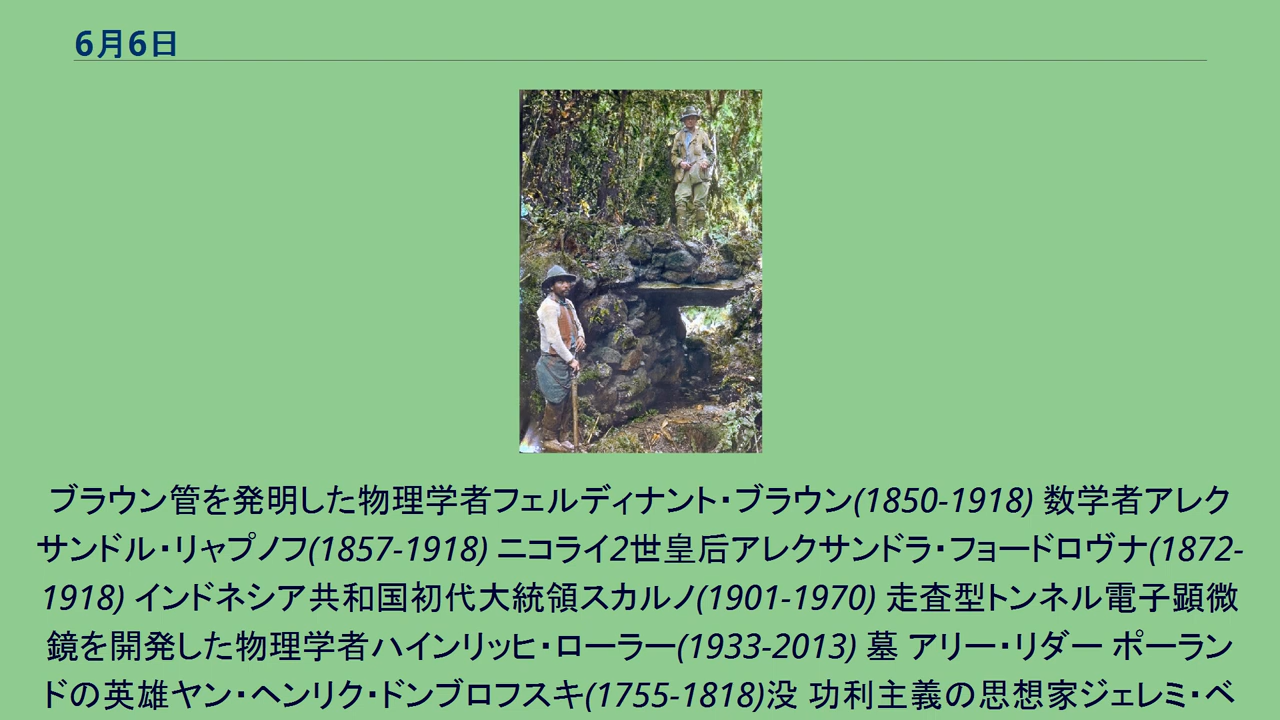 6月6日
ブラウン管を発明した物理学者フェルディナント・ブラウン(1850-1918) 数学者アレク
サンドル・リャプノフ(1857-1918) ニコライ2世皇后アレクサンドラ・フョードロヴナ(1872-
1918) インドネシア共和国初代大統領スカルノ(1901-1970) 走査型トンネル電子顕微
鏡を開発した物理学者ハインリッヒ・ローラー(1933-2013) 墓 アリー・リダー ポーラン
ドの英雄ヤン・ヘンリク・ドンブロフスキ(1755-1818)没 功利主義の思想家ジェレミ・ベ